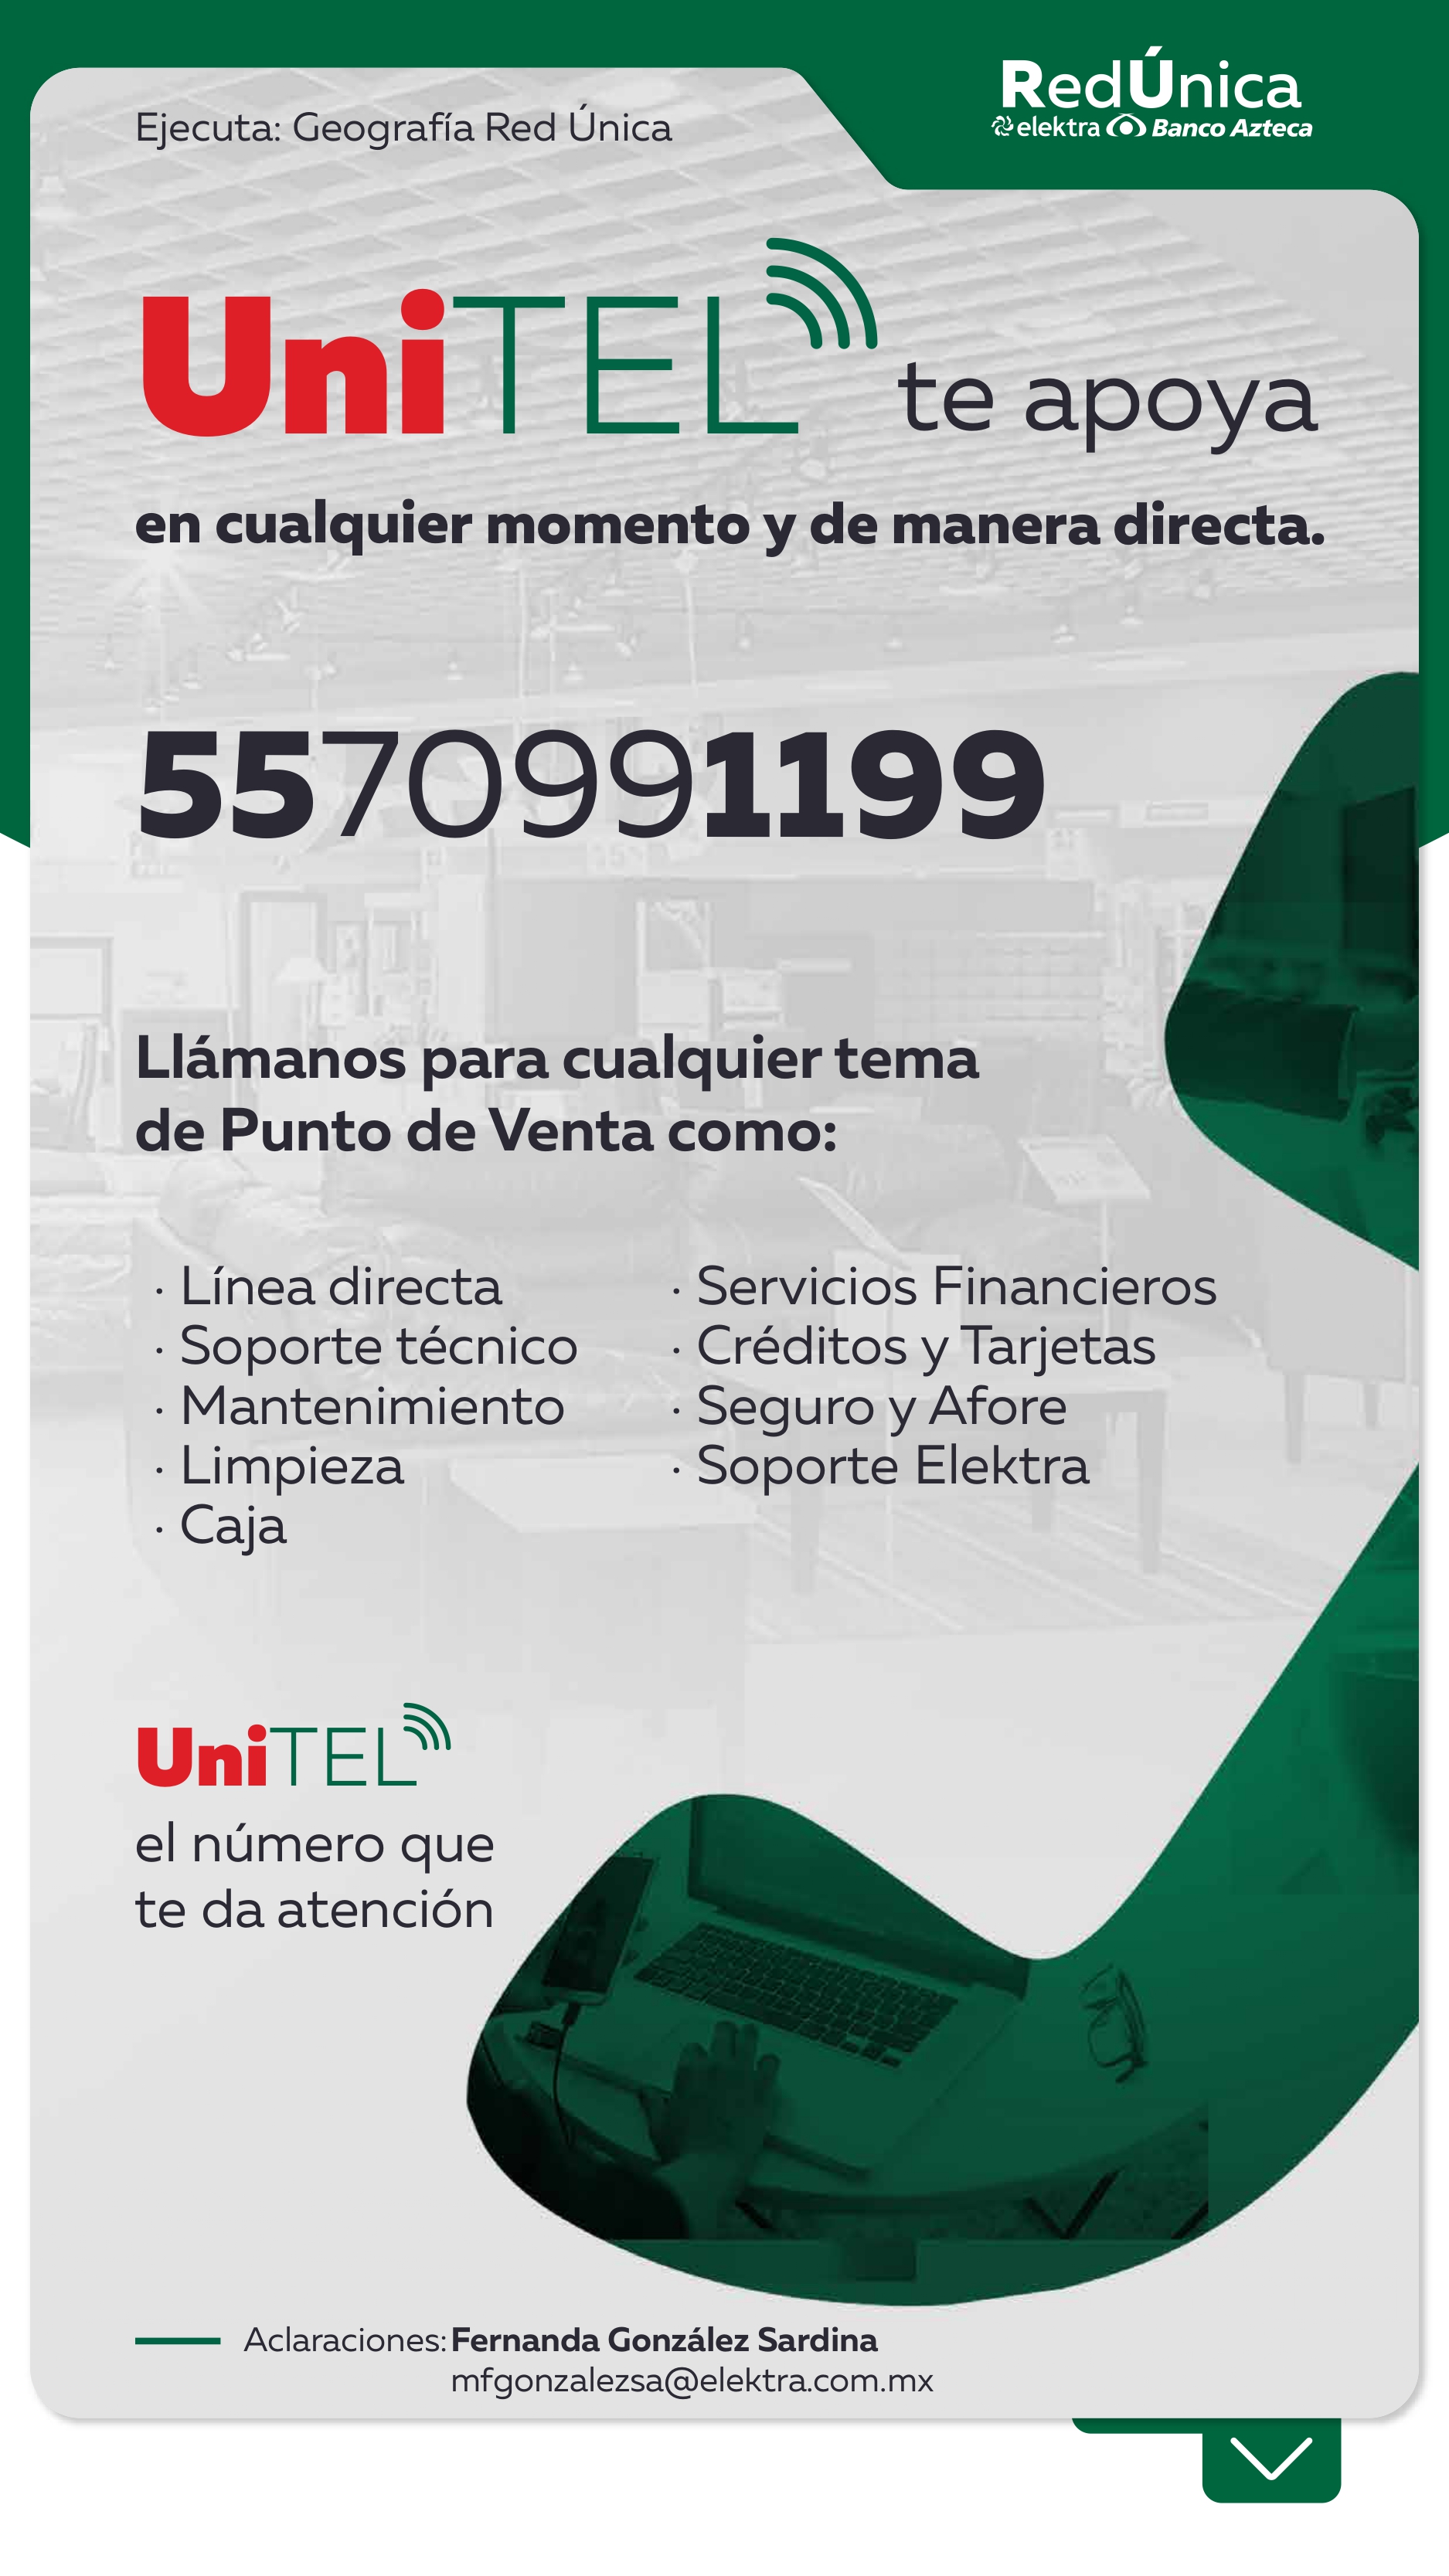 RedÚnica
elektra Banco Azteca
Ejecuta: Geografía Red Única
UniTEL te apoya
en cualquier momento y de manera directa.
5570991199
Llámanos para cualquier tema
de Punto de Venta como:
· Línea directa
· Soporte técnico
· Mantenimiento
· Limpieza
· Caja
· Servicios Financieros
· Créditos y Tarjetas
· Seguro y Afore
· Soporte Elektra
UniTEL
el número que
te da atención
Aclaraciones: Fernanda González Sardina
mfgonzalezsa@elektra.com.mx